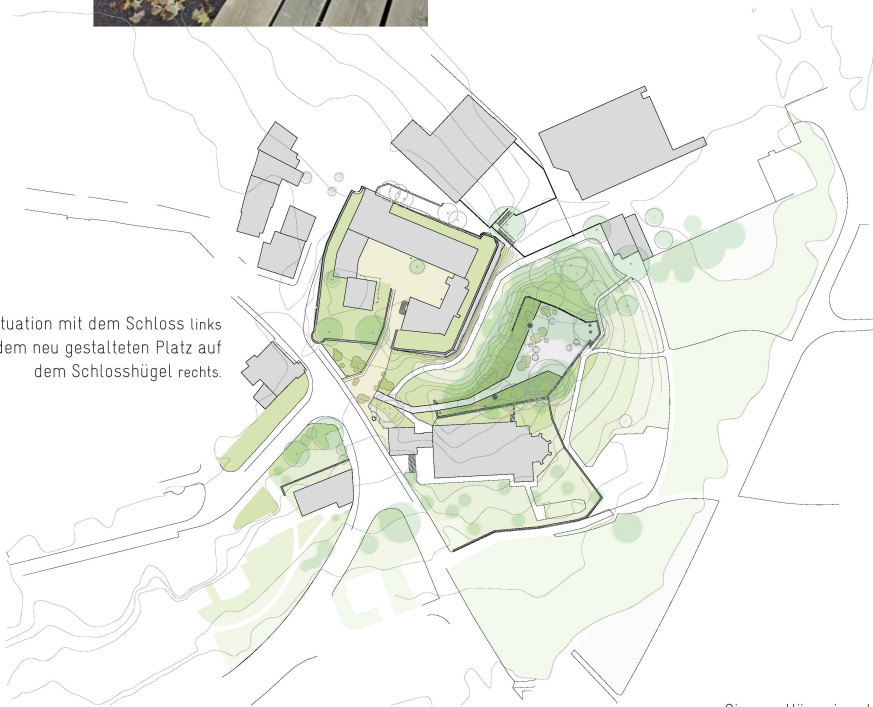 tuation mit dem Schloss links
dem neu gestalteten Platz auf
dem Schlosshügel rechts.